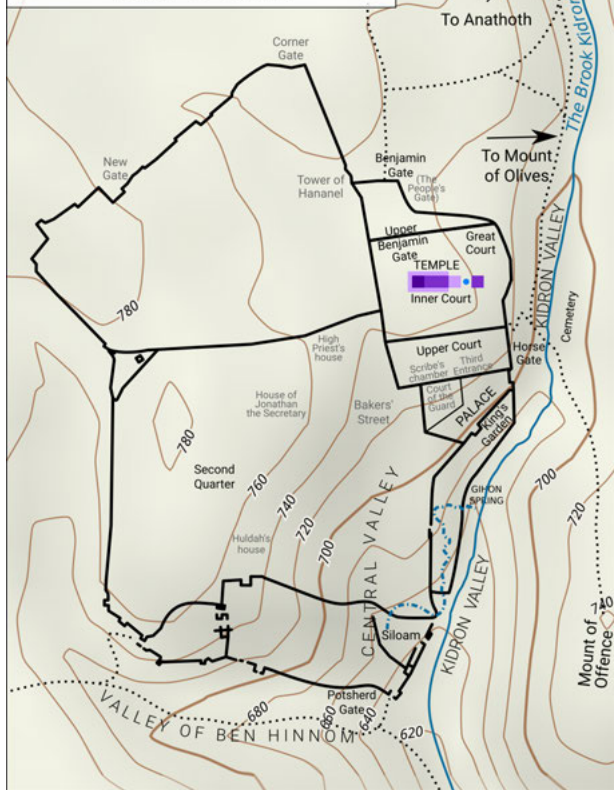 To Anathoth
The Brook Kidron
Corner
Gate
To Mount
of Olives
New
Gate
Benjamin
Gate
Tower of
Hananel
(The
People's
Gate)
Upper
Benjamin
Gate
Great
Court
TEMPLE
Inner Court
KIDRON VALLEY
Cemetery
780
High
Priest's
house
Upper Court
Horse
Gate
Scribe's
chamber
Third
Entrance
Court
of the
Guard
PALACE
King's
Garden
House of
Jonathan
the Secretary
Bakers'
Street
780
Second
Quarter
760
740
720
700
CENTRAL VALLEY
GIHON
SPRING
700
720
740
Huldah's
house
KIDRON VALLEY
Siloam
Mount of
Offence
Potsherd
Gate
VALLEY OF BEN HINNOM
680
660
640
620